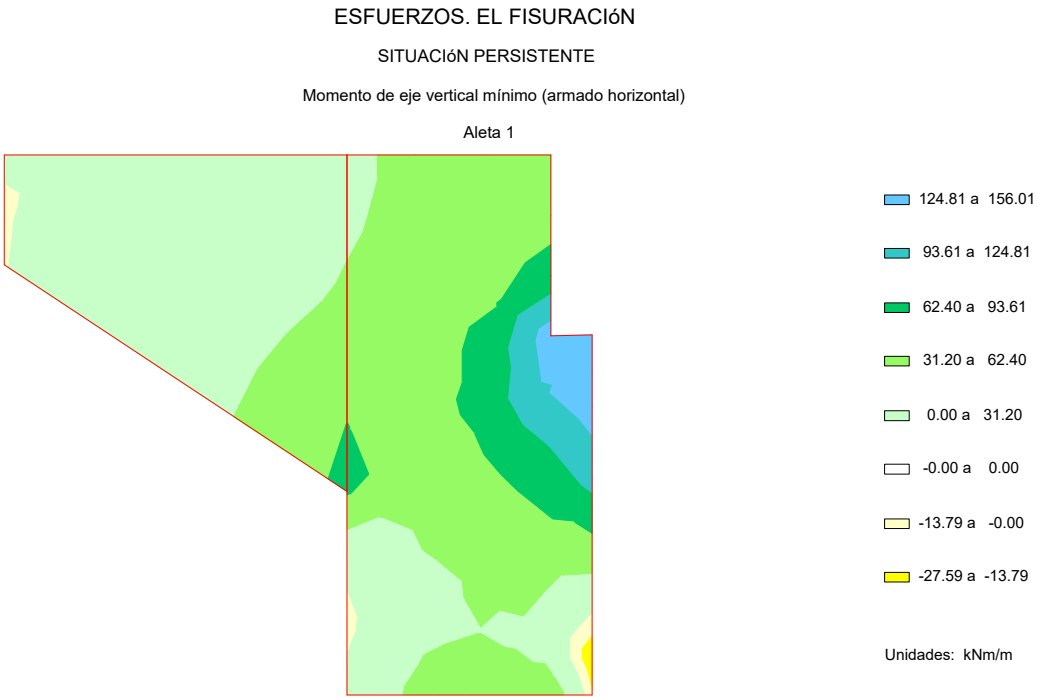 ESFUERZOS. EL FISURACIóN
SITUACIóN PERSISTENTE
Momento de eje vertical mínimo (armado horizontal)
Aleta 1
124.81 a 156.01
93.61 a 124.81
62.40 a 93.61
31.20 a 62.40
0.00 a 31.20
-0.00 a 0.00
-13.79 a -0.00
-27.59 a -13.79
Unidades: kNm/m